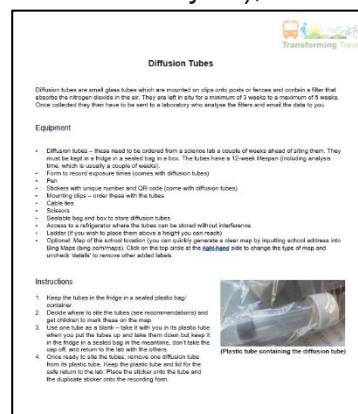 Transforming Travel
Diffusion Tubes
Diffusion tubes are small glass tubes which are mounted on clips onto posts or fences and contain a filter that
absorbs the nitrogen dioxide in the air. They are left in situ for a minimum of 3 weeks to a maximum of 5 weeks.
Once collected they then have to be sent to a laboratory who analyse the filters and email the data to you.
Equipment
- Diffusion tubes – these need to be ordered from a science lab a couple of weeks ahead of siting them. They
must be kept in a fridge in a sealed bag in a box. The tubes have a 12-week lifespan (including analysis
time, which is usually a couple of weeks).
- Form to record exposure times (comes with diffusion tubes)
- Pen
- Stickers with unique number and QR code (come with diffusion tubes)
- Mounting clips – order these with the tubes
- Cable ties
- Scissors
- Sealable bag and box to store diffusion tubes
- Access to a refrigerator where the tubes can be stored without interference.
- Ladder (if you wish to place them above a height you can reach)
- Optional: Map of the school location (you can quickly generate a clear map by inputting school address into
Bing Maps (bing.com/maps). Click on the top circle at the right-hand side to change the type of map and
uncheck 'details' to remove other added labels.
Instructions
1. Keep the tubes in the fridge in a sealed plastic bag/
container.
2. Decide where to site the tubes (see recommendations) and
get children to mark these on the map.
3. Use one tube as a blank – take it with you in its plastic tube
when you put the tubes up and take them down but keep it
in the fridge in a sealed bag in the meantime, don't take the
cap off, and return to the lab with the others.
4. Once ready to site the tubes, remove one diffusion tube
from its plastic tube. Keep the plastic tube and lid for the
safe return to the lab. Place the sticker onto the tube and
the duplicate sticker onto the recording form.
(Plastic tube containing the diffusion tube)